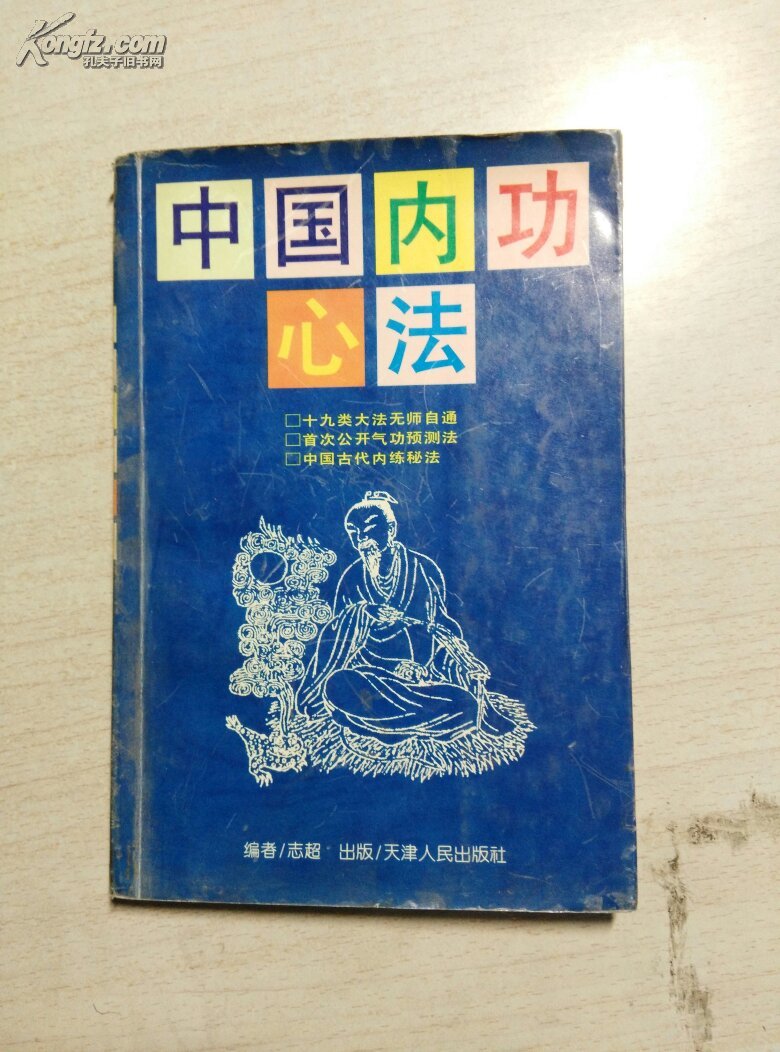 Kongfz.com
孔夫子旧书网
中国内功
心法
□十九类大法无师自通
□首次公开气功预测法
□中国古代内练秘法
编者/志超 出版/天津人民出版社